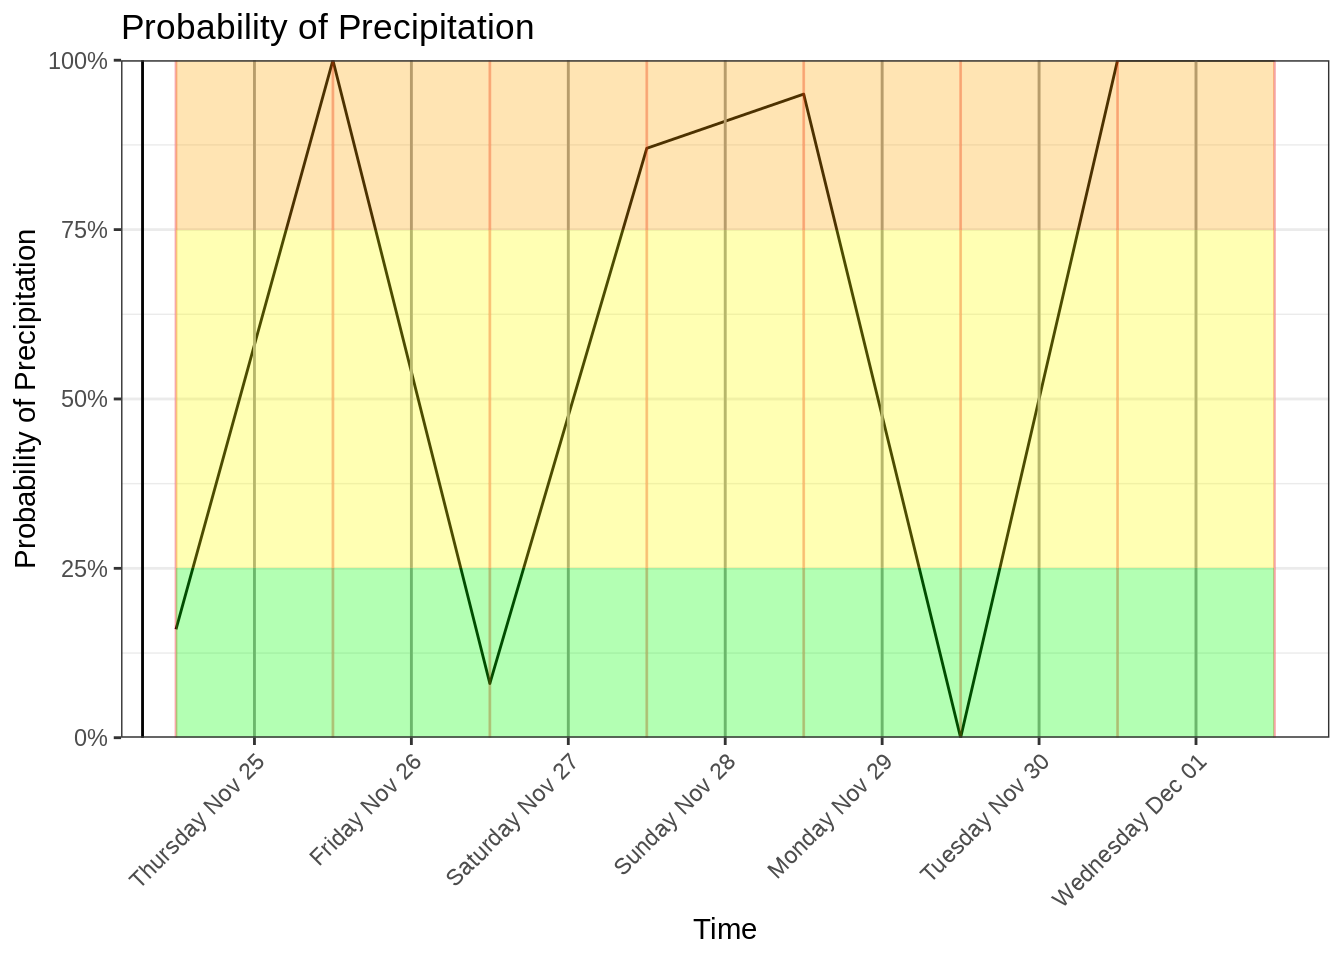 Probability of Precipitation
Probability of Precipitation
100%
75%
50%
25%
0%
Thursday Nov 25
Friday Nov 26
Saturday Nov 27
Sunday Nov 28
Monday Nov 29
Tuesday Nov 30
Wednesday Dec 01
Time